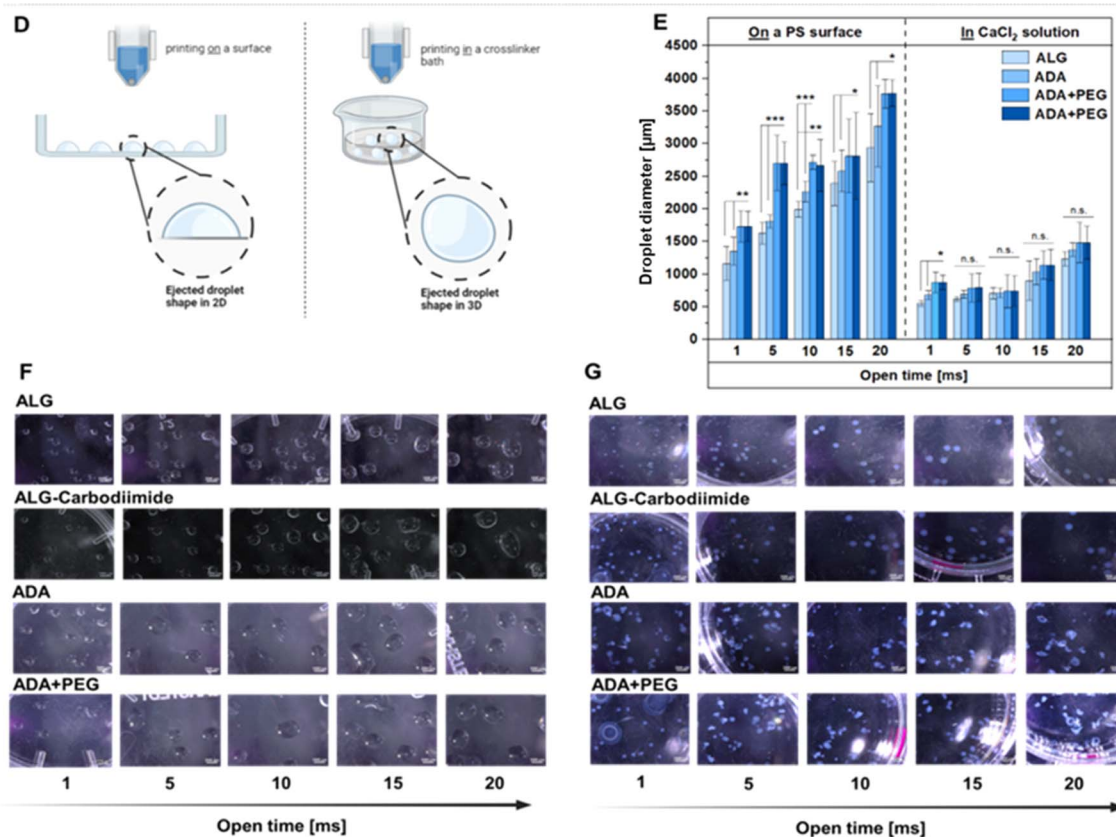 D
printing on a surface
printing in a crosslinker
bath
Ejected droplet
shape in 2D
Ejected droplet
shape in 3D
E
On a PS surface
In CaCl2 solution
ALG
ADA
ADA+PEG
ADA+PEG
Droplet diameter [µm]
4500
4000
3500
3000
2500
2000
1500
1000
500
0
**
***
***
**
*
*
*
n.s.
n.s.
n.s.
n.s.
1 5 10 15 20
1 5 10 15 20
Open time [ms]
F
ALG
ALG-Carbodiimide
ADA
ADA+PEG
1 5 10 15 20
Open time [ms]
G
ALG
ALG-Carbodiimide
ADA
ADA+PEG
1 5 10 15 20
Open time [ms]